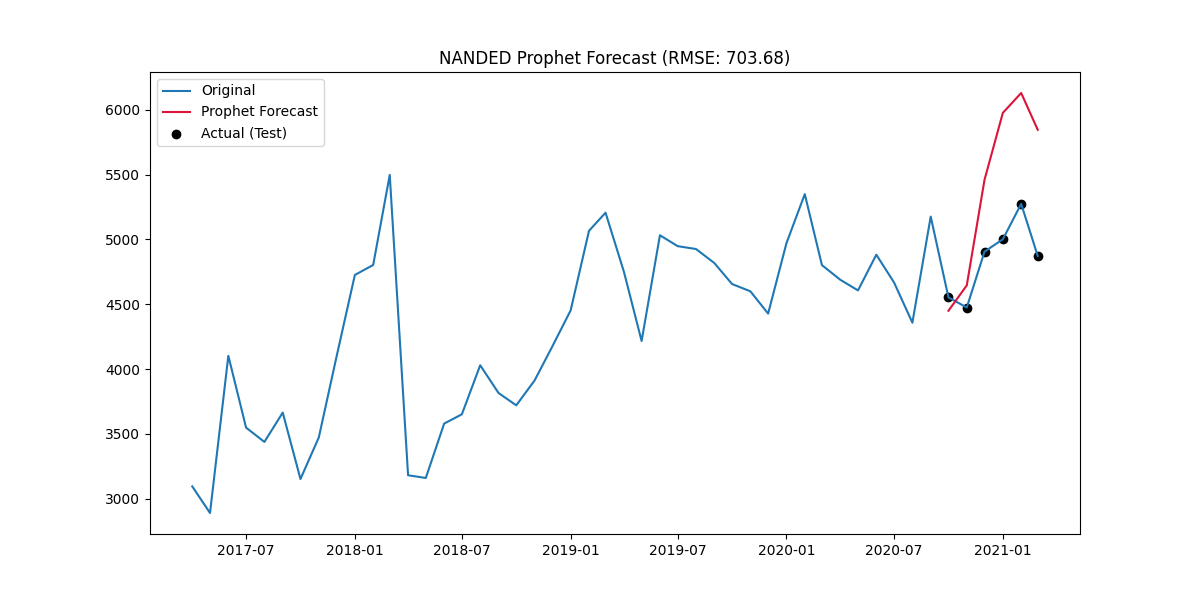 NANDED Prophet Forecast (RMSE: 703.68)
Original
Prophet Forecast
Actual (Test)
6000
5500
5000
4500
4000
3500
3000
2017-07 2018-01 2018-07 2019-01 2019-07 2020-01 2020-07 2021-01